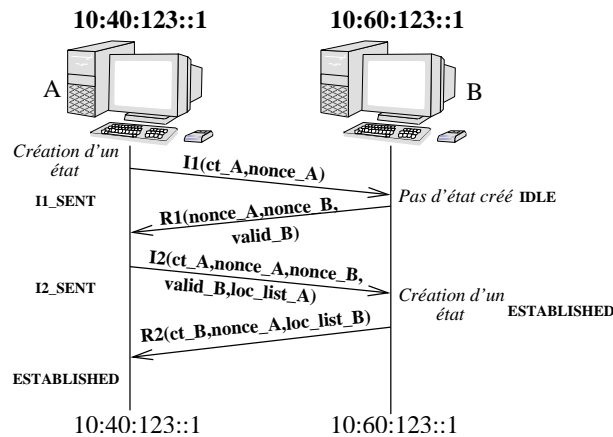 10:40:123::1
10:60:123::1
A
B
Création d'un
état
I1(ct_A,nonce_A)
I1_SENT
Pas d'état créé IDLE
R1(nonce_A,nonce_B,
valid_B)
I2(ct_A,nonce_A,nonce_B,
valid_B,loc_list_A)
I2_SENT
Création d'un
état
ESTABLISHED
R2(ct_B,nonce_A,loc_list_B)
ESTABLISHED
10:40:123::1
10:60:123::1